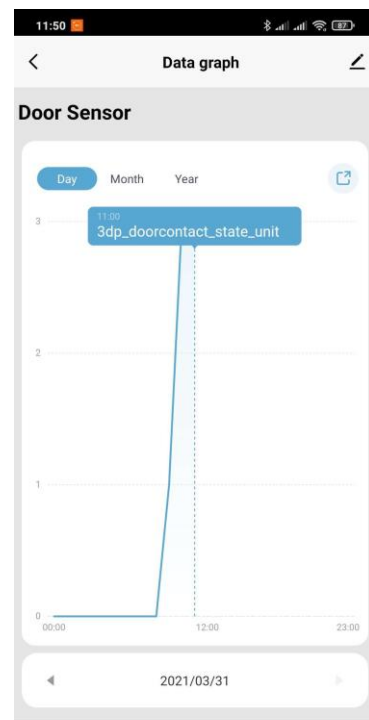 11:50
87
Data graph
Door Sensor
Day Month Year
11:00
3dp_doorcontact_state_unit
3
2
1
0
00:00 12:00 23:00
2021/03/31